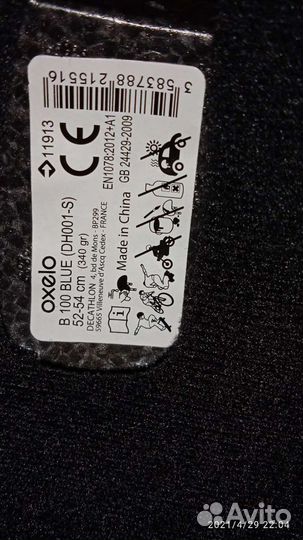 oxelo
B 100 BLUE (DH001-S)
52-54 cm (340 gr)
DECATHLON 4, bd de Mons - BP299
59665 Villeneuve d'Ascq Cedex - FRANCE
Made in China
CE
EN1078:2012+A1
GB 24429-2009
11913
3 583788 215516
2021/4/29 22:04
Avito